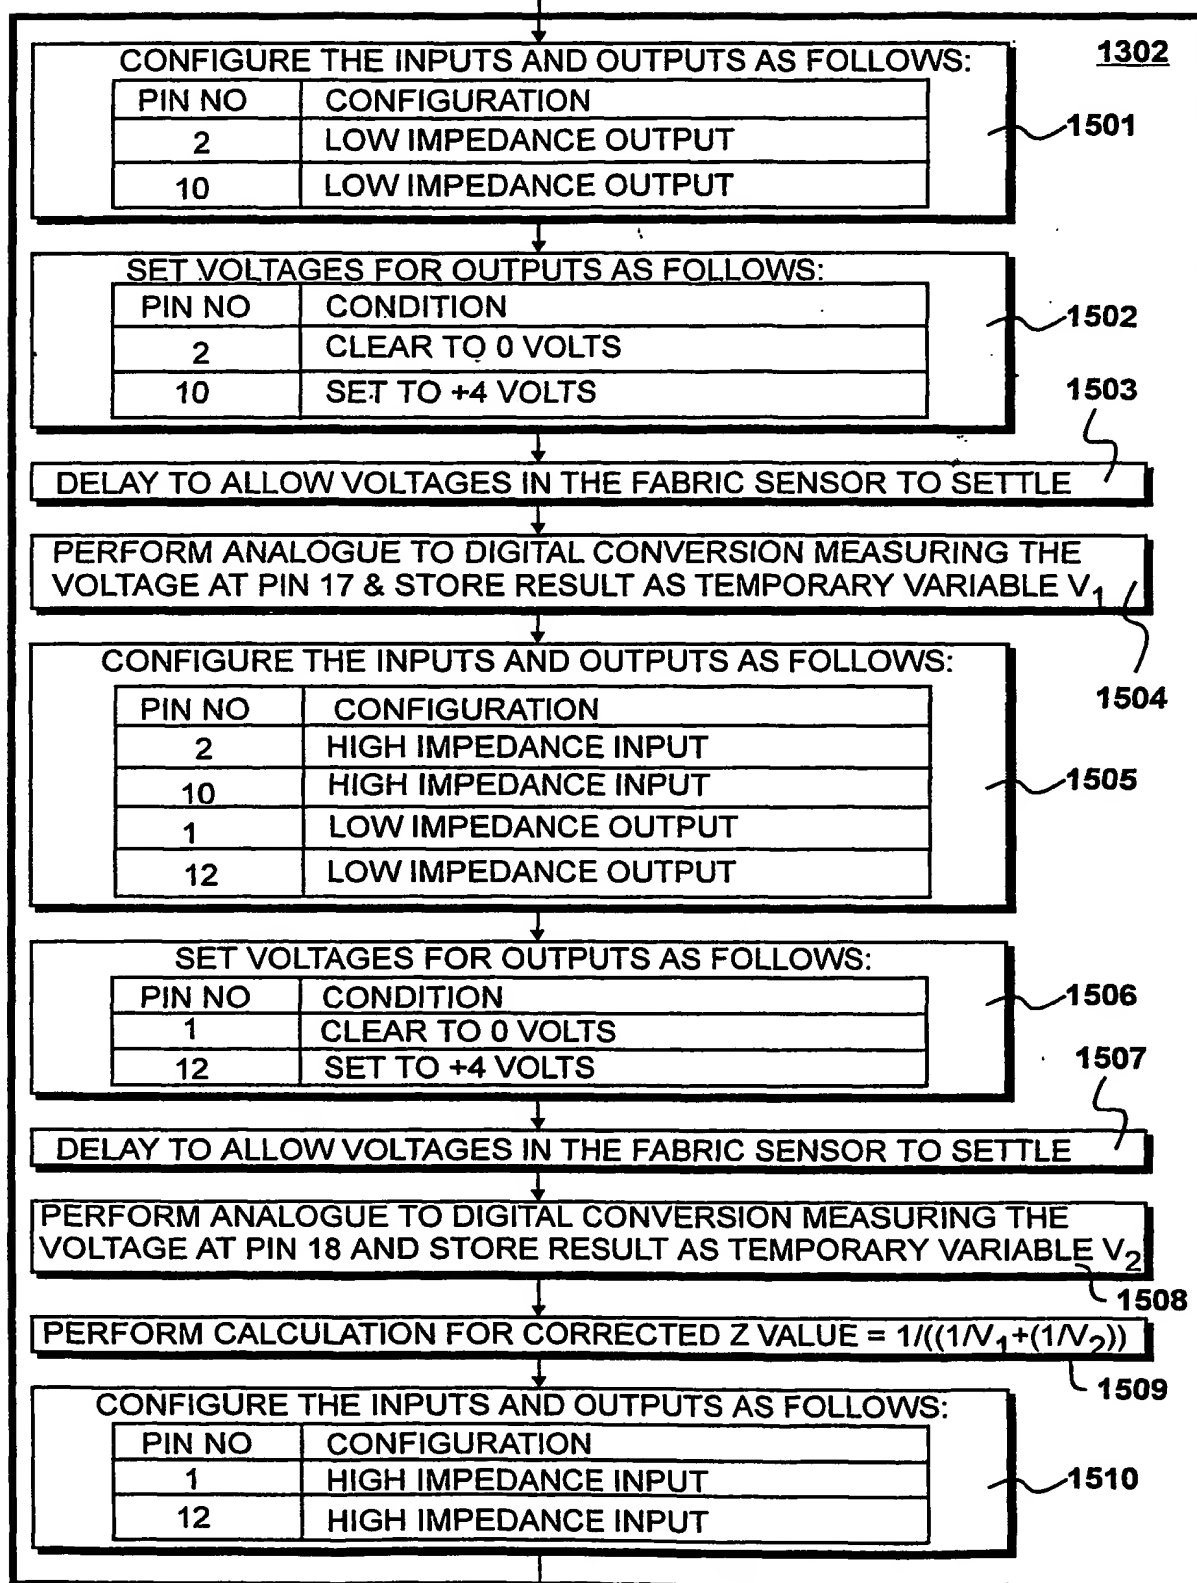 1302
CONFIGURE THE INPUTS AND OUTPUTS AS FOLLOWS:
PIN NO CONFIGURATION
2 LOW IMPEDANCE OUTPUT
10 LOW IMPEDANCE OUTPUT
1501
SET VOLTAGES FOR OUTPUTS AS FOLLOWS:
PIN NO CONDITION
2 CLEAR TO 0 VOLTS
10 SET TO +4 VOLTS
1502
1503
DELAY TO ALLOW VOLTAGES IN THE FABRIC SENSOR TO SETTLE
PERFORM ANALOGUE TO DIGITAL CONVERSION MEASURING THE
VOLTAGE AT PIN 17 & STORE RESULT AS TEMPORARY VARIABLE V1
1504
CONFIGURE THE INPUTS AND OUTPUTS AS FOLLOWS:
PIN NO CONFIGURATION
2 HIGH IMPEDANCE INPUT
10 HIGH IMPEDANCE INPUT
1 LOW IMPEDANCE OUTPUT
12 LOW IMPEDANCE OUTPUT
1505
SET VOLTAGES FOR OUTPUTS AS FOLLOWS:
PIN NO CONDITION
1 CLEAR TO 0 VOLTS
12 SET TO +4 VOLTS
1506
1507
DELAY TO ALLOW VOLTAGES IN THE FABRIC SENSOR TO SETTLE
PERFORM ANALOGUE TO DIGITAL CONVERSION MEASURING THE
VOLTAGE AT PIN 18 AND STORE RESULT AS TEMPORARY VARIABLE V2
1508
PERFORM CALCULATION FOR CORRECTED Z VALUE = 1/((1/V1+(1/V2))
1509
CONFIGURE THE INPUTS AND OUTPUTS AS FOLLOWS:
PIN NO CONFIGURATION
1 HIGH IMPEDANCE INPUT
12 HIGH IMPEDANCE INPUT
1510